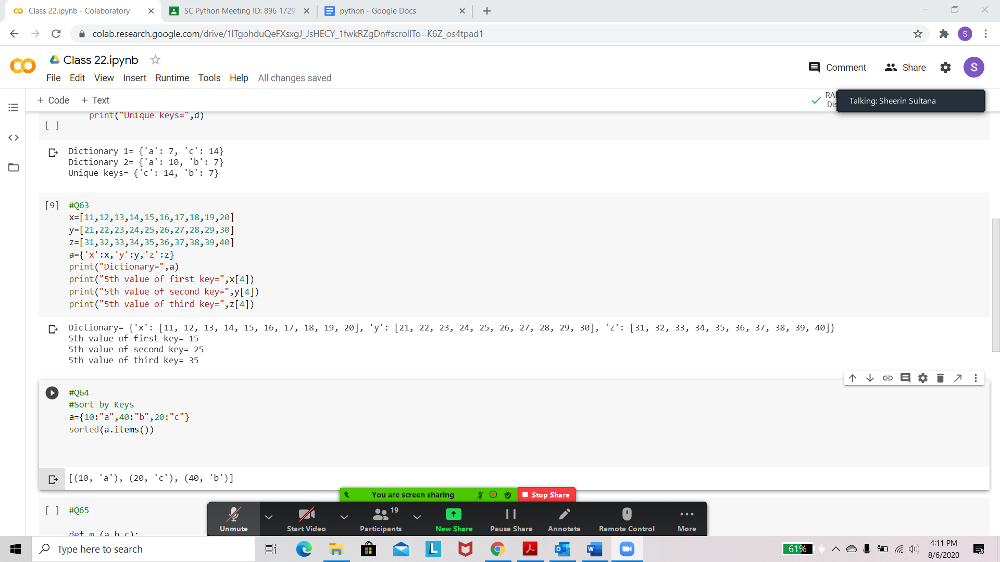 Class 22.ipynb - Colaboratory
SC Python Meeting ID: 896 1729
python - Google Docs
colab.research.google.com/drive/1lTgohduQeFXsxgJ_JsHECY_1fwkRZgDn#scrollTo=K6Z_os4tpad1
S
Class 22.ipynb
Comment
Share
S
File Edit View Insert Runtime Tools Help All changes saved
+ Code + Text
RA
Dis
Talking: Sheerin Sultana
print("Unique keys=",d)
[ ]
Dictionary 1= {'a': 7, 'c': 14}
Dictionary 2= {'a': 10, 'b': 7}
Unique keys= {'c': 14, 'b': 7}
[9] #Q63
x=[11,12,13,14,15,16,17,18,19,20]
y=[21,22,23,24,25,26,27,28,29,30]
z=[31,32,33,34,35,36,37,38,39,40]
a={'x':x,'y':y,'z':z}
print("Dictionary=",a)
print("5th value of first key=",x[4])
print("5th value of second key=",y[4])
print("5th value of third key=",z[4])
Dictionary= {'x': [11, 12, 13, 14, 15, 16, 17, 18, 19, 20], 'y': [21, 22, 23, 24, 25, 26, 27, 28, 29, 30], 'z': [31, 32, 33, 34, 35, 36, 37, 38, 39, 40]}
5th value of first key= 15
5th value of second key= 25
5th value of third key= 35
#Q64
#Sort by Keys
a={10:"a",40:"b",20:"c"}
sorted(a.items())
[(10, 'a'), (20, 'c'), (40, 'b')]
You are screen sharing
Stop Share
[ ] #Q65
def m (a,b,c):
19
Unmute
Start Video
Participants
New Share
Pause Share
Annotate
Remote Control
More
Type here to search
61%
4:11 PM
8/6/2020